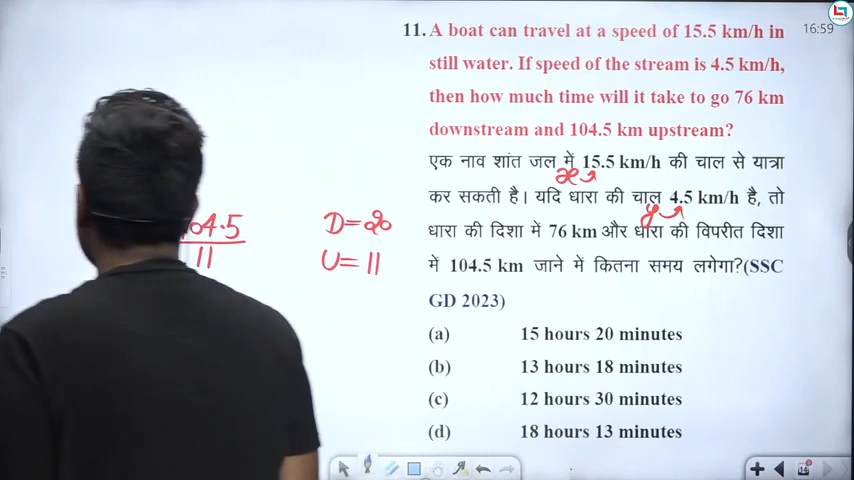 16:59
11. A boat can travel at a speed of 15.5 km/h in
still water. If speed of the stream is 4.5 km/h,
then how much time will it take to go 76 km
downstream and 104.5 km upstream?
एक नाव शांत जल में 15.5 km/h की चाल से यात्रा
x
कर सकती है। यदि धारा की चाल 4.5 km/h है, तो
y
धारा की दिशा में 76 km और धारा की विपरीत दिशा
में 104.5 km जाने में कितना समय लगेगा?(SSC
GD 2023)
(a) 15 hours 20 minutes
(b) 13 hours 18 minutes
(c) 12 hours 30 minutes
(d) 18 hours 13 minutes
04.5
11
D=20
U=11